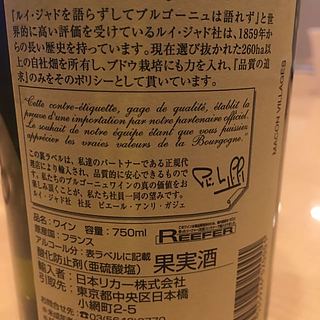 『ルイ・ジャドを語らずしてブルゴーニュは語れず』と世
界的に高い評価を受けているルイ・ジャド社は、1859年か
らの長い歴史を持っています。現在選び抜かれた260ha以
上の自社畑を所有し、ブドウ栽培にも力を入れ、「品質の追
求」のみをそのポリシーとして貫いています。
Cette contre-étiquette, gage de qualité, établit la
preuve d'une importation par notre partenaire officiel.
Le souhait de notre équipe étant que vous puissiez
apprécier les vraies valeurs de la Bourgogne.
この裏ラベルは、私達のパートナーである正規代
理店により輸入され、品質的に安心できるもので
す。私たちのブルゴーニュワインの真の価値をお
楽しみ頂くことが、私たち社員一同の望みです。
ルイ・ジャド社 社長 ピエール・アンリ・ガジェ
MACON VILLAGES
品名：ワイン 容量：750ml
原産国：フランス
アルコール分：表ラベルに記載
酸化防止剤(亜硫酸塩)
REEFER
果実酒
輸入者：日本リカー株式会社
引取先：東京都中央区日本橋
小網町2-5